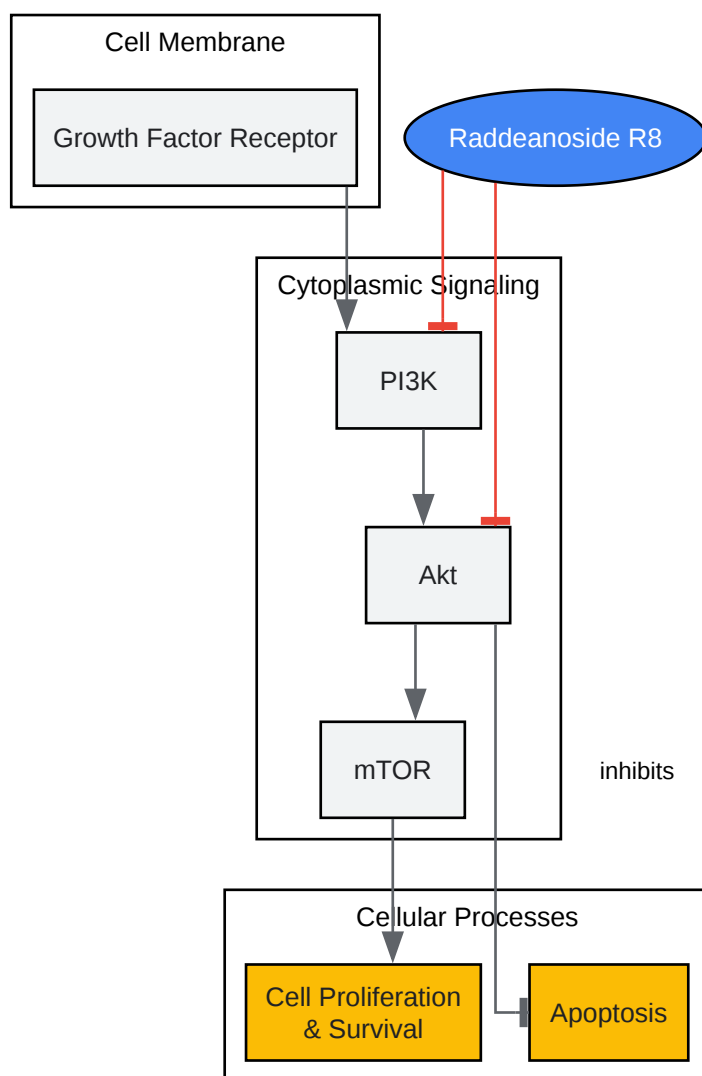 Cell Membrane
Growth Factor Receptor
Raddeanoside R8
Cytoplasmic Signaling
PI3K
Akt
mTOR
inhibits
Cellular Processes
Cell Proliferation
& Survival
Apoptosis